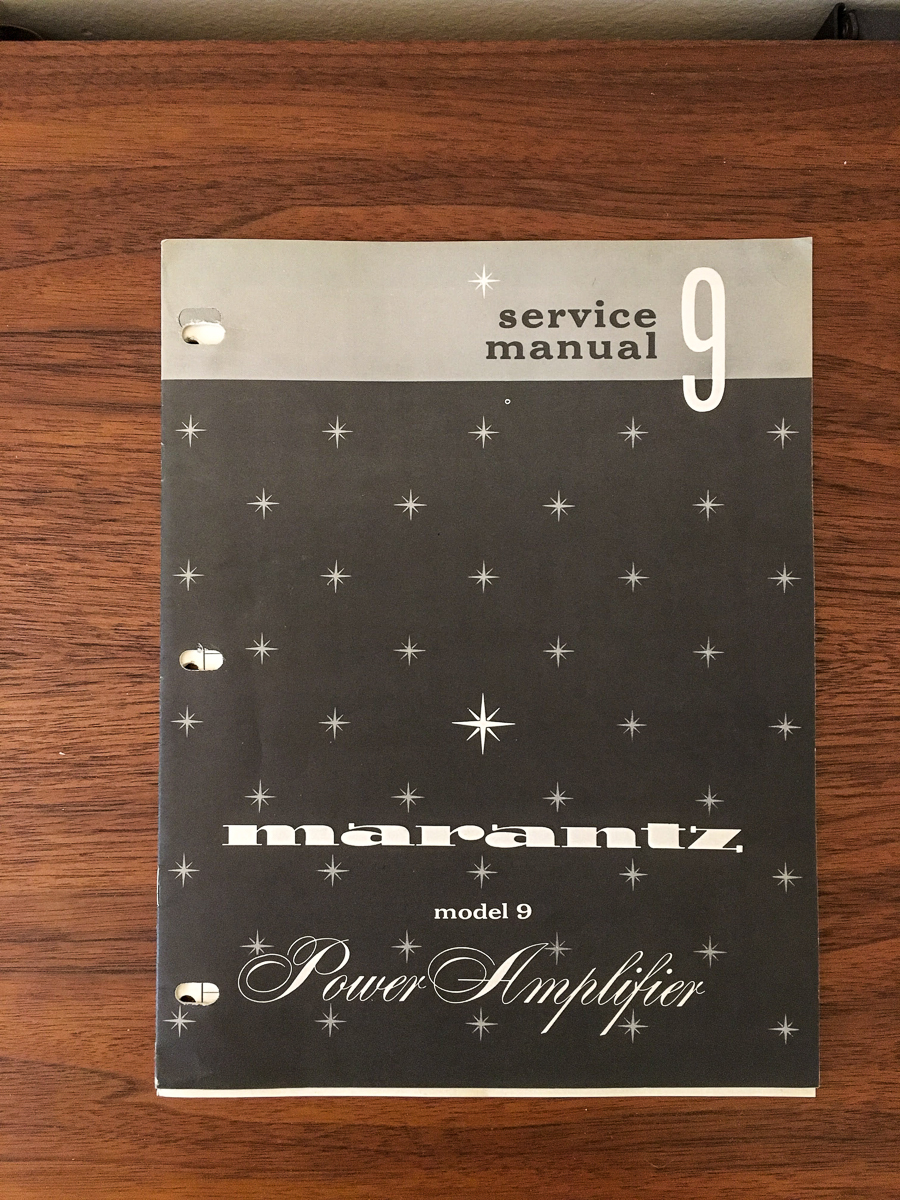 service
manual
9
marantz
model 9
Power Amplifier